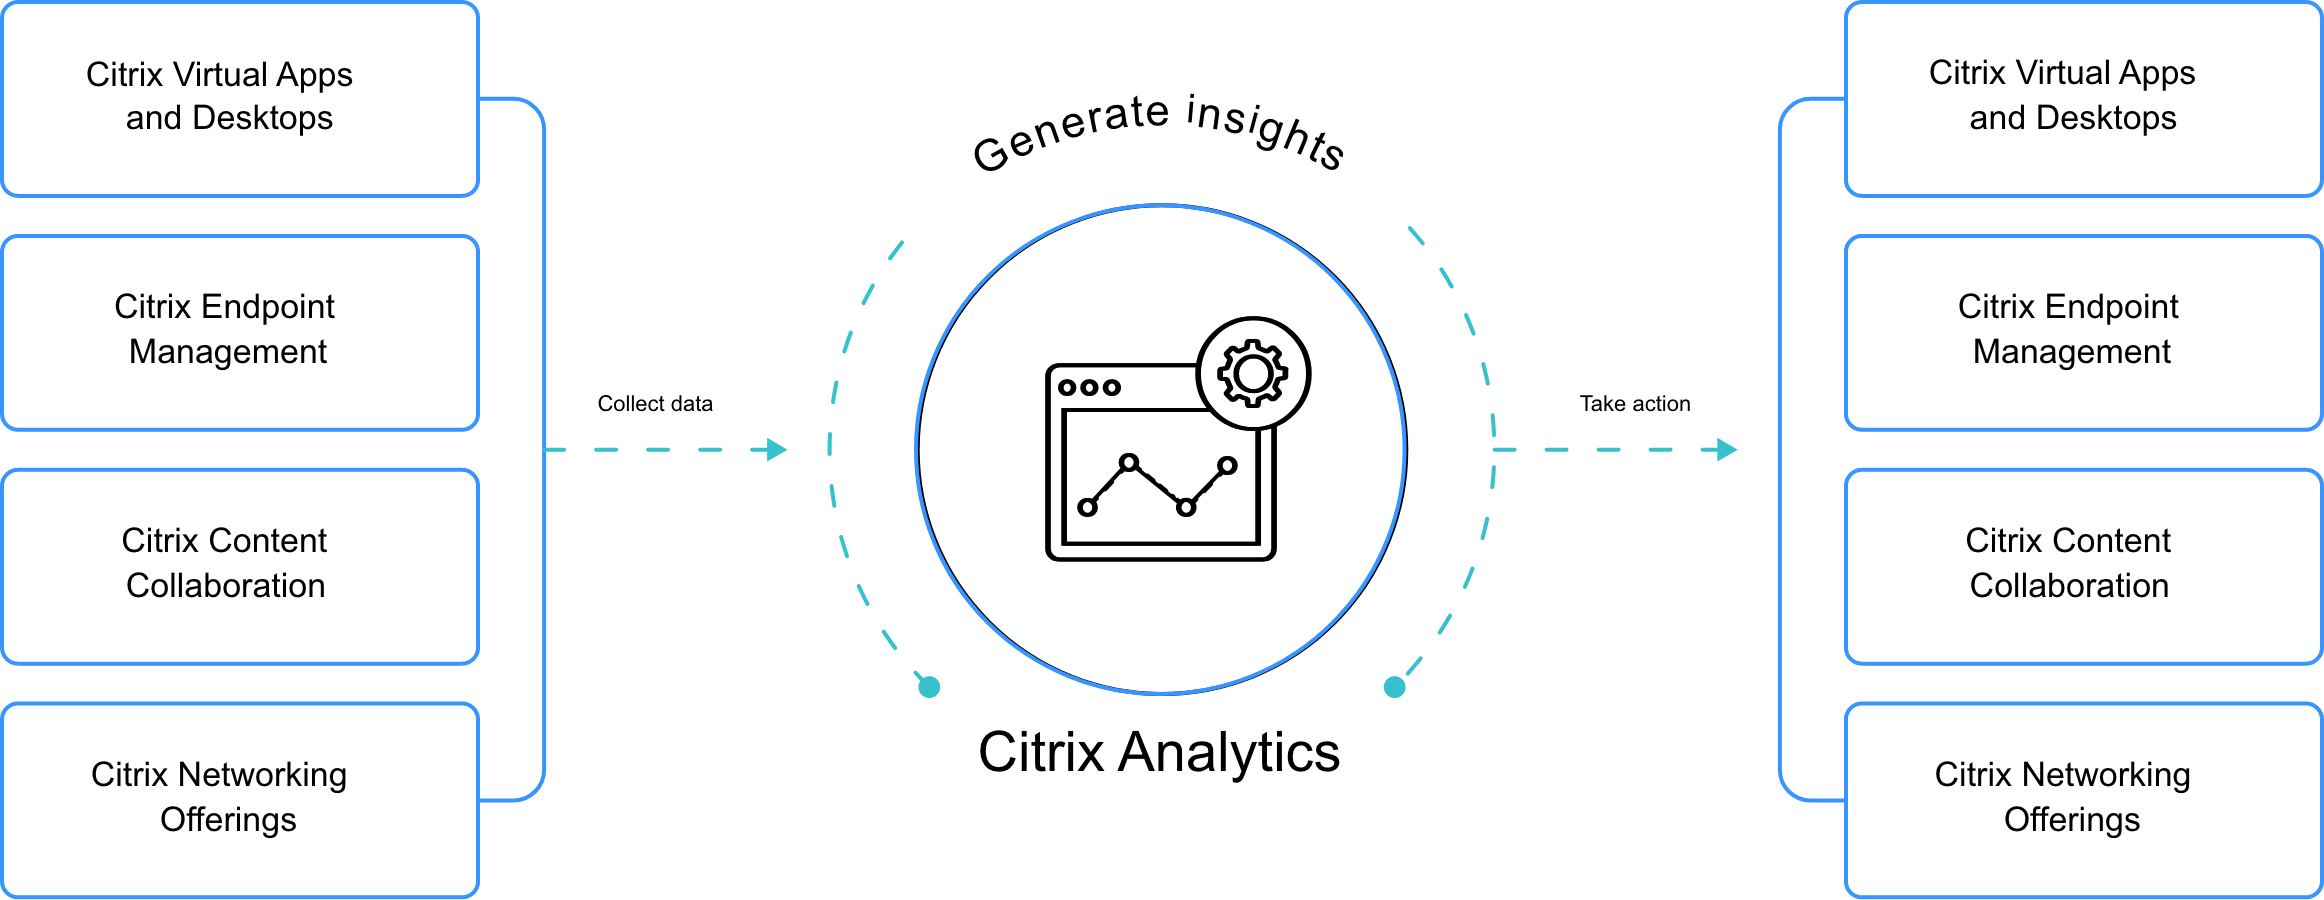 Citrix Virtual Apps
and Desktops
Citrix Endpoint
Management
Citrix Content
Collaboration
Citrix Networking
Offerings
Collect data
Generate insights
Citrix Analytics
Take action
Citrix Virtual Apps
and Desktops
Citrix Endpoint
Management
Citrix Content
Collaboration
Citrix Networking
Offerings